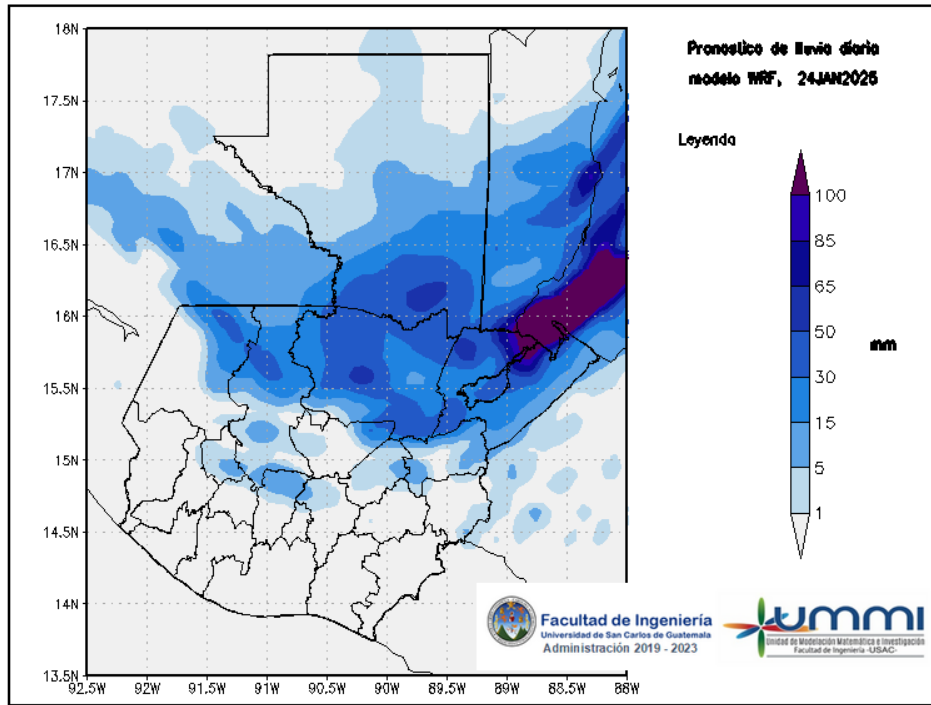 Pronostico de lluvia diaria
modelo WRF, 24JAN2025
Leyenda
100
85
65
50
30
15
5
1
mm
18N
17.5N
17N
16.5N
16N
15.5N
15N
14.5N
14N
13.5N
92.5W
92W
91.5W
91W
90.5W
90W
89.5W
89W
88.5W
88W
Facultad de Ingeniería
Universidad de San Carlos de Guatemala
Administración 2019 - 2023
ummi
Unidad de Modelación Matemática e Investigación
Facultad de Ingeniería -USAC-